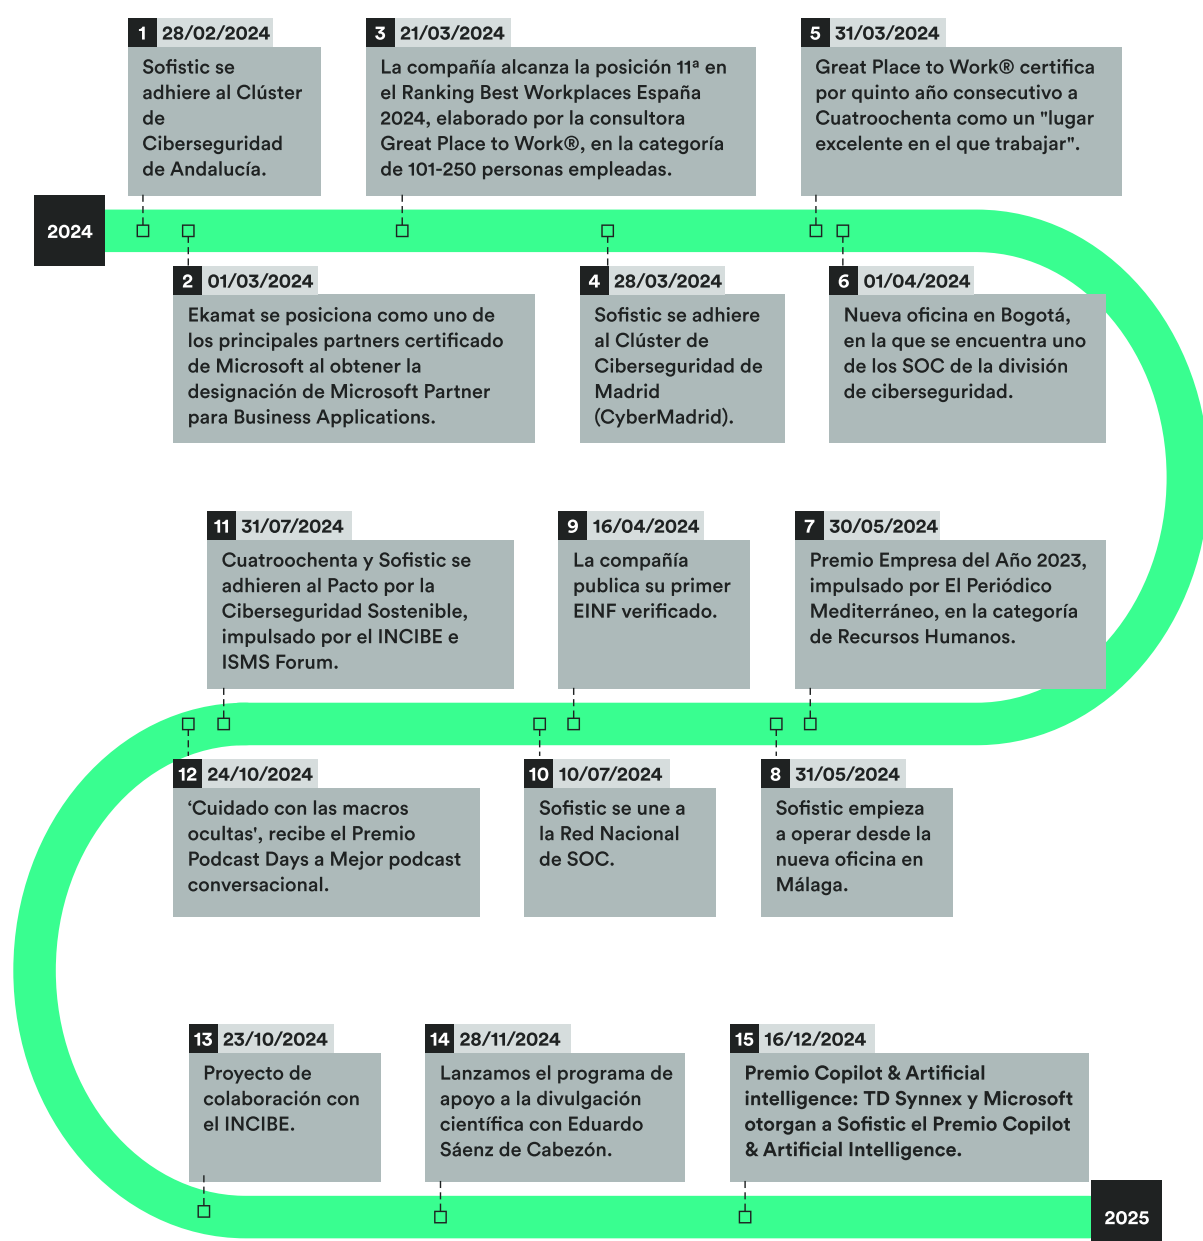 2024
1 28/02/2024
Sofistic se
adhiere al Clúster
de
Ciberseguridad
de Andalucía.
2 01/03/2024
Ekamat se posiciona como uno de
los principales partners certificado
de Microsoft al obtener la
designación de Microsoft Partner
para Business Applications.
3 21/03/2024
La compañía alcanza la posición 11ª en
el Ranking Best Workplaces España
2024, elaborado por la consultora
Great Place to Work®, en la categoría
de 101-250 personas empleadas.
4 28/03/2024
Sofistic se adhiere
al Clúster de
Ciberseguridad de
Madrid
(CyberMadrid).
5 31/03/2024
Great Place to Work® certifica
por quinto año consecutivo a
Cuatroochenta como un "lugar
excelente en el que trabajar".
6 01/04/2024
Nueva oficina en Bogotá,
en la que se encuentra uno
de los SOC de la división
de ciberseguridad.
7 30/05/2024
Premio Empresa del Año 2023,
impulsado por El Periódico
Mediterráneo, en la categoría
de Recursos Humanos.
8 31/05/2024
Sofistic empieza
a operar desde la
nueva oficina en
Málaga.
9 16/04/2024
La compañía
publica su primer
EINF verificado.
10 10/07/2024
Sofistic se une a
la Red Nacional
de SOC.
11 31/07/2024
Cuatroochenta y Sofistic se
adhieren al Pacto por la
Ciberseguridad Sostenible,
impulsado por el INCIBE e
ISMS Forum.
12 24/10/2024
‘Cuidado con las macros
ocultas', recibe el Premio
Podcast Days a Mejor podcast
conversacional.
13 23/10/2024
Proyecto de
colaboración con
el INCIBE.
14 28/11/2024
Lanzamos el programa de
apoyo a la divulgación
científica con Eduardo
Sáenz de Cabezón.
15 16/12/2024
Premio Copilot & Artificial
intelligence: TD Synnex y Microsoft
otorgan a Sofistic el Premio Copilot
& Artificial Intelligence.
2025